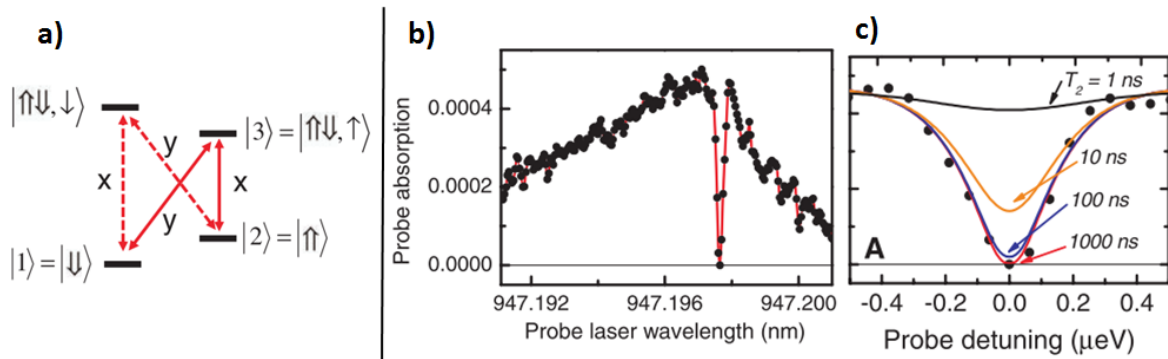 a)
|⇑⇓, ↓⟩
|3⟩ = |⇑⇓, ↑⟩
y
x
x
y
|2⟩ = |⇑⟩
|1⟩ = |⇓⟩
b)
Probe absorption
0.0004
0.0002
0.0000
947.192
947.196
947.200
Probe laser wavelength (nm)
c)
T₂ = 1 ns
10 ns
100 ns
1000 ns
A
-0.4
-0.2
0.0
0.2
0.4
Probe detuning (μeV)